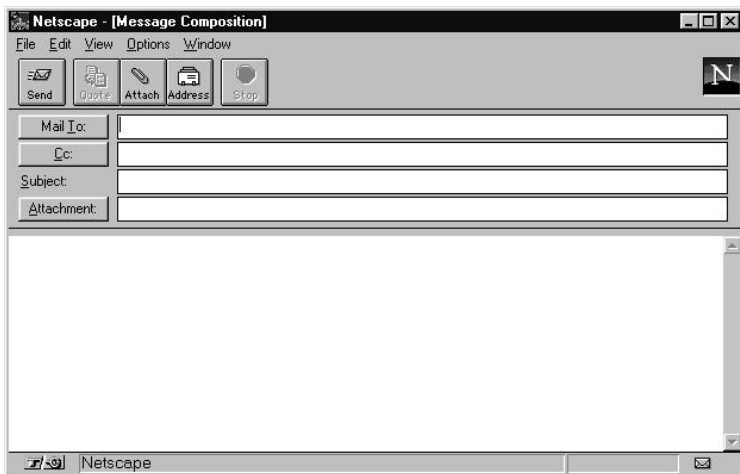 Netscape - [Message Composition]
File Edit View Options Window
N
Send Quote Attach Address Stop
Mail To:
Cc:
Subject:
Attachment:
Netscape